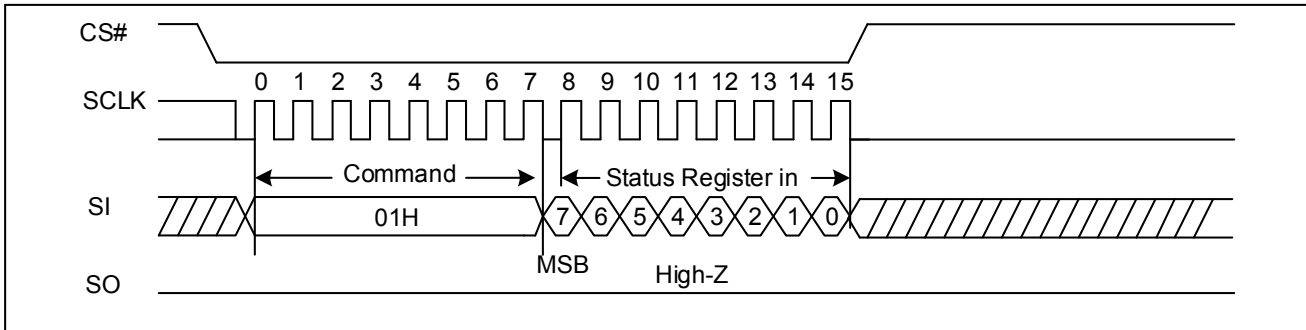 CS#
0 1 2 3 4 5 6 7 8 9 10 11 12 13 14 15
SCLK
Command
Status Register in
SI
01H
7 6 5 4 3 2 1 0
MSB
High-Z
SO